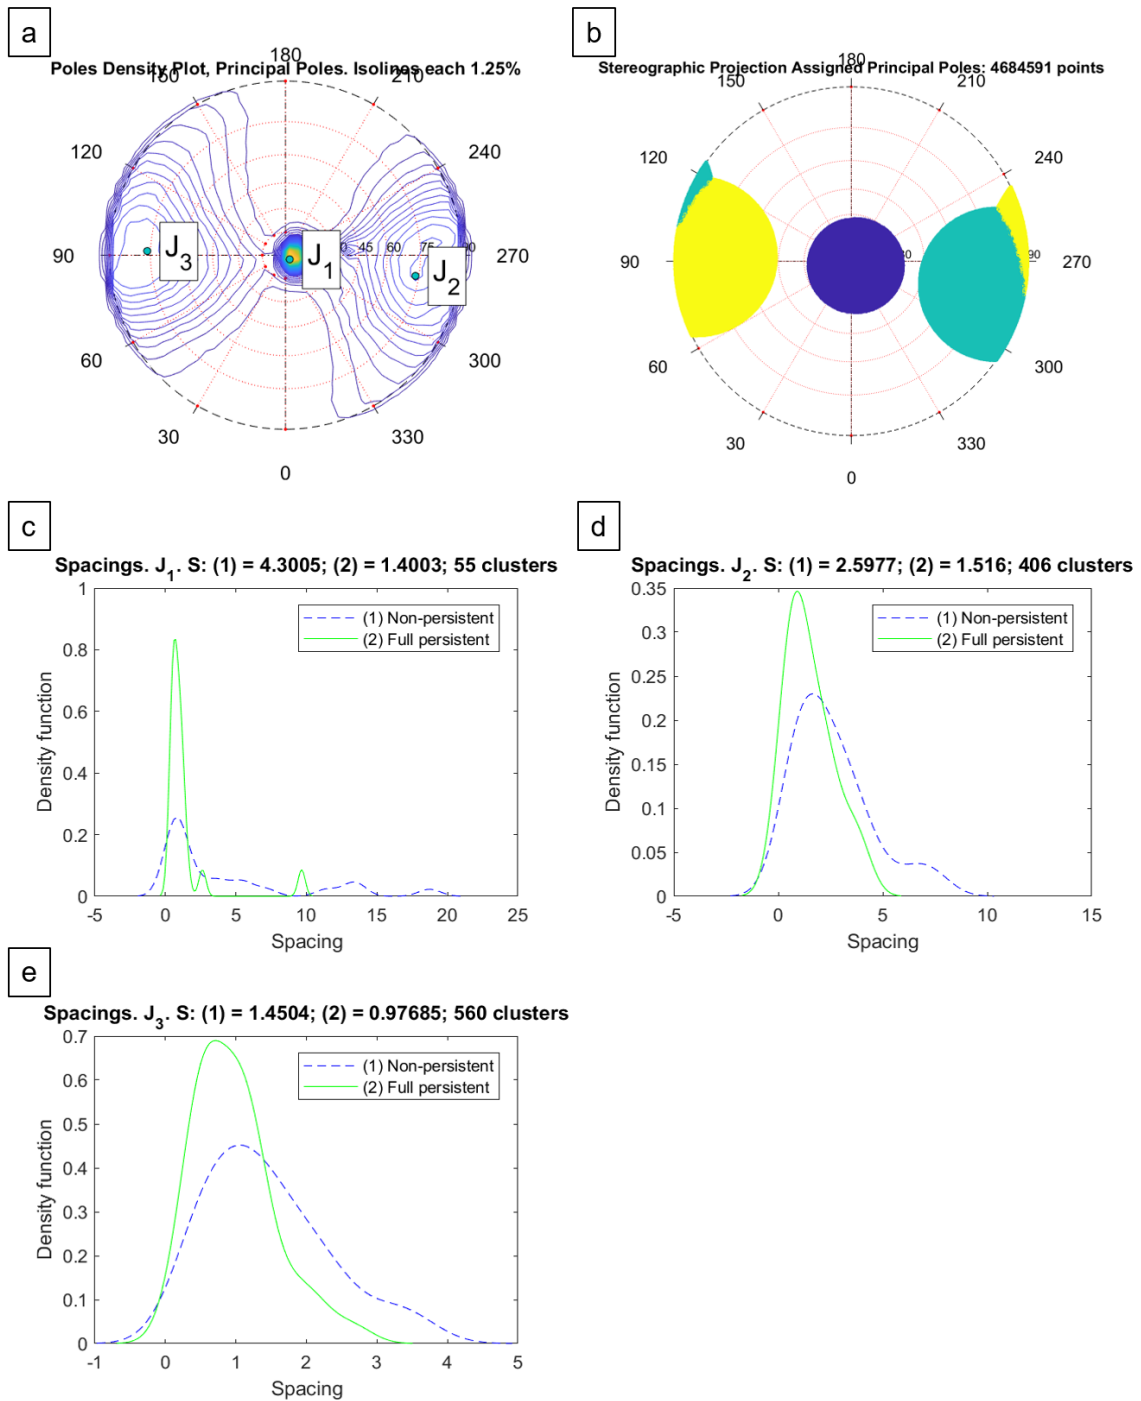 a
Poles Density Plot, Principal Poles. Isolines each 1.25%
180
150
210
120
240
90
J3
J1
45
60
75
90
J2
270
60
300
30
330
0
b
Stereographic Projection Assigned Principal Poles: 4684591 points
180
150
210
120
240
90
30
90
270
60
300
30
330
0
c
Spacings. J1. S: (1) = 4.3005; (2) = 1.4003; 55 clusters
1
0.8
0.6
0.4
0.2
0
(1) Non-persistent
(2) Full persistent
Density function
-5
0
5
10
15
20
25
Spacing
d
Spacings. J2. S: (1) = 2.5977; (2) = 1.516; 406 clusters
0.35
0.3
0.25
0.2
0.15
0.1
0.05
0
(1) Non-persistent
(2) Full persistent
Density function
-5
0
5
10
15
Spacing
e
Spacings. J3. S: (1) = 1.4504; (2) = 0.97685; 560 clusters
0.7
0.6
0.5
0.4
0.3
0.2
0.1
0
(1) Non-persistent
(2) Full persistent
Density function
-1
0
1
2
3
4
5
Spacing